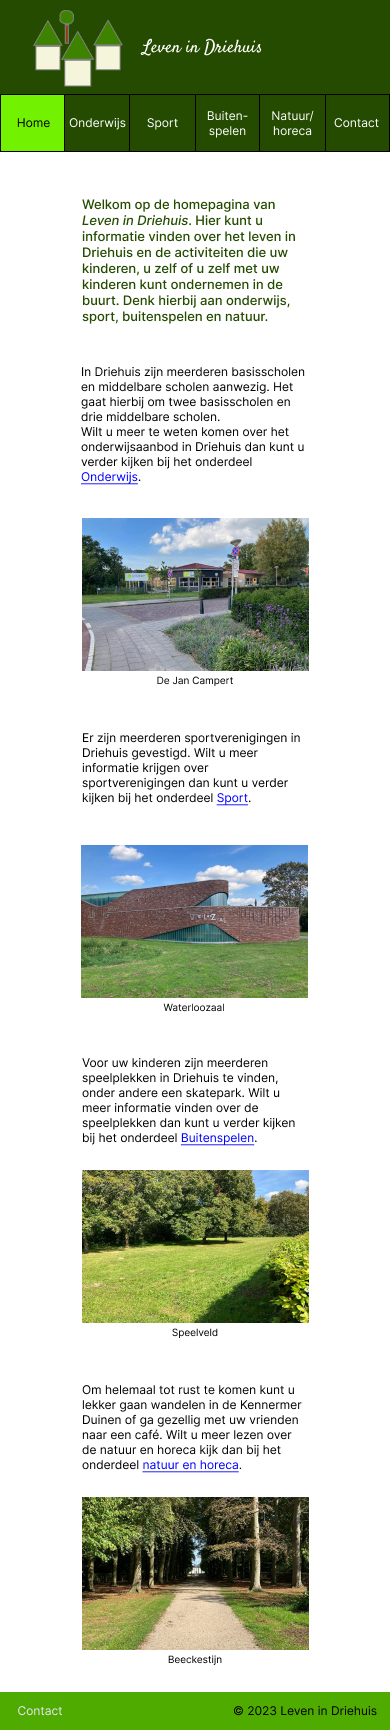 Leven in Driehuis
Home
Onderwijs
Sport
Buiten-
spelen
Natuur/
horeca
Contact
Welkom op de homepagina van
Leven in Driehuis. Hier kunt u
informatie vinden over het leven in
Driehuis en de activiteiten die uw
kinderen, u zelf of u zelf met uw
kinderen kunt ondernemen in de
buurt. Denk hierbij aan onderwijs,
sport, buitenspelen en natuur.
In Driehuis zijn meerderen basisscholen
en middelbare scholen aanwezig. Het
gaat hierbij om twee basisscholen en
drie middelbare scholen.
Wilt u meer te weten komen over het
onderwijsaanbod in Driehuis dan kunt u
verder kijken bij het onderdeel
Onderwijs.
De Jan Campert
Er zijn meerderen sportverenigingen in
Driehuis gevestigd. Wilt u meer
informatie krijgen over
sportverenigingen dan kunt u verder
kijken bij het onderdeel Sport.
Waterloozaal
Voor uw kinderen zijn meerderen
speelplekken in Driehuis te vinden,
onder andere een skatepark. Wilt u
meer informatie vinden over de
speelplekken dan kunt u verder kijken
bij het onderdeel Buitenspelen.
Speelveld
Om helemaal tot rust te komen kunt u
lekker gaan wandelen in de Kennermer
Duinen of ga gezellig met uw vrienden
naar een café. Wilt u meer lezen over
de natuur en horeca kijk dan bij het
onderdeel natuur en horeca.
Beeckestijn
Contact
© 2023 Leven in Driehuis